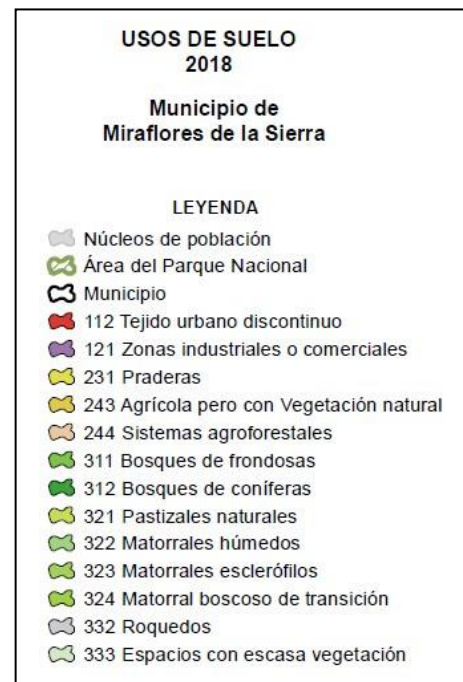 USOS DE SUELO
2018
Municipio de
Miraflores de la Sierra
LEYENDA
Núcleos de población
Área del Parque Nacional
Municipio
112 Tejido urbano discontinuo
121 Zonas industriales o comerciales
231 Praderas
243 Agrícola pero con Vegetación natural
244 Sistemas agroforestales
311 Bosques de frondosas
312 Bosques de coníferas
321 Pastizales naturales
322 Matorrales húmedos
323 Matorrales esclerófilos
324 Matorral boscoso de transición
332 Roquedos
333 Espacios con escasa vegetación